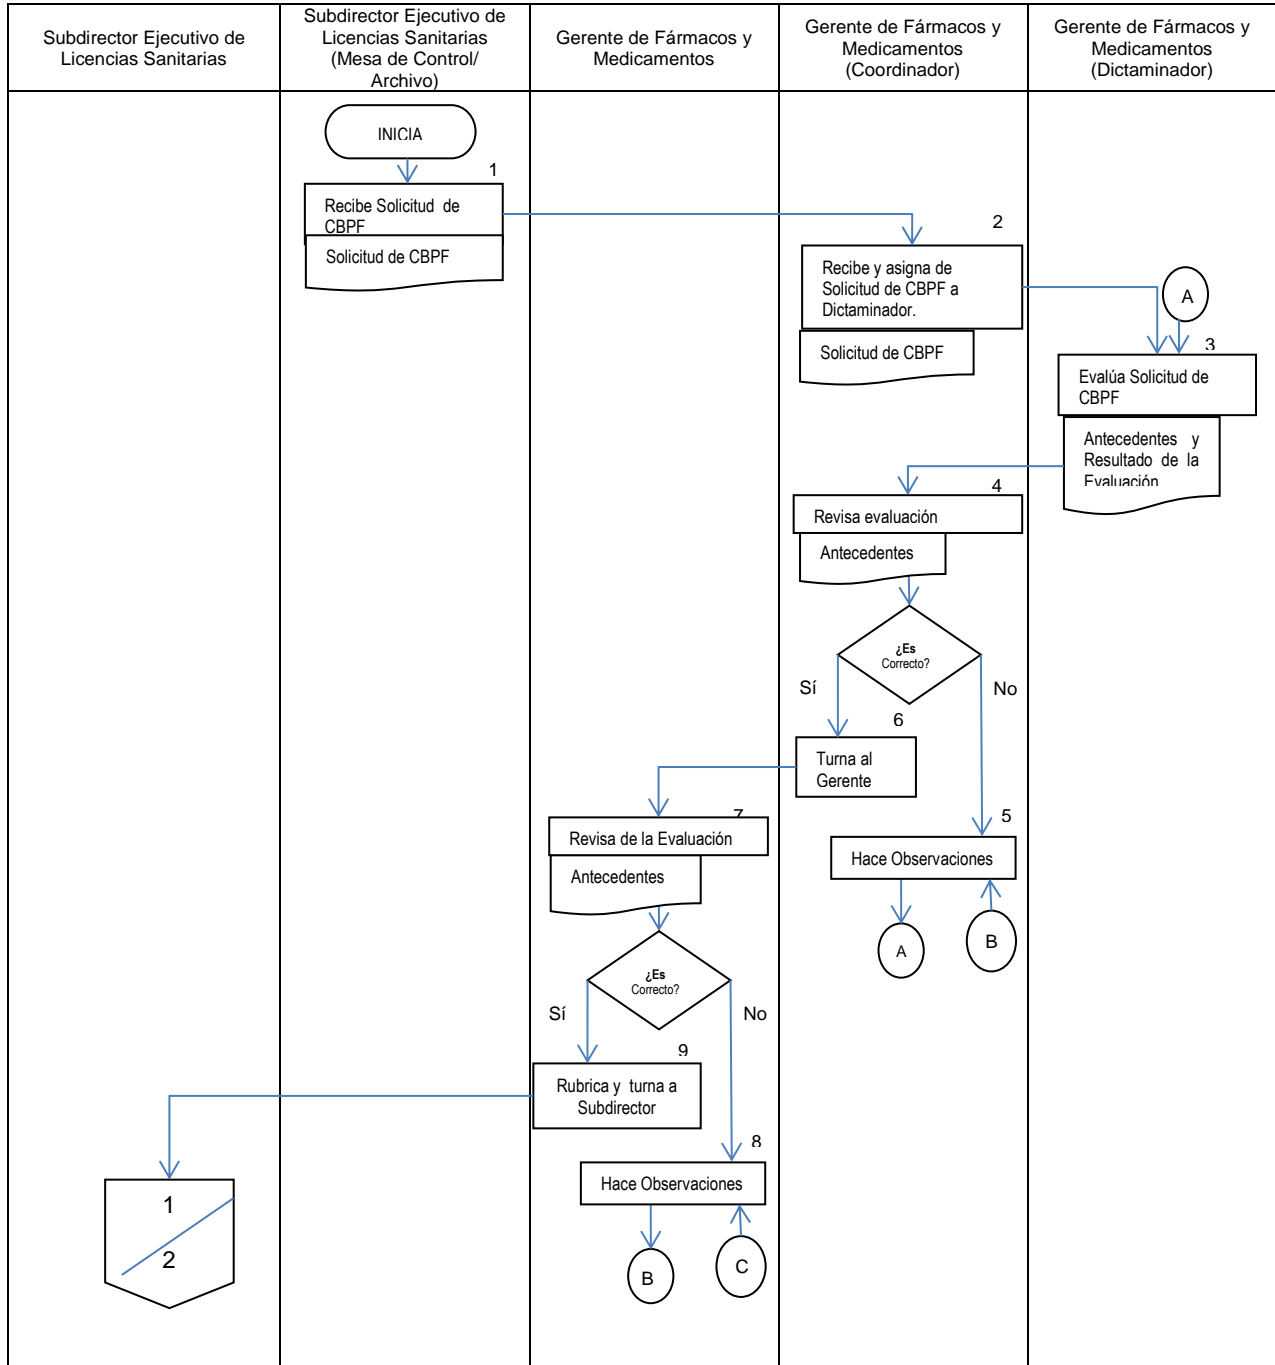 Subdirector Ejecutivo de
Licencias Sanitarias
Subdirector Ejecutivo de
Licencias Sanitarias
(Mesa de Control/
Archivo)
Gerente de Fármacos y
Medicamentos
Gerente de Fármacos y
Medicamentos
(Coordinador)
Gerente de Fármacos y
Medicamentos
(Dictaminador)
INICIA
1
Recibe Solicitud de
CBPF
Solicitud de CBPF
2
Recibe y asigna de
Solicitud de CBPF a
Dictaminador.
Solicitud de CBPF
A
3
Evalúa Solicitud de
CBPF
Antecedentes y
Resultado de la
Evaluación
4
Revisa evaluación
Antecedentes
¿Es
Correcto?
Sí
No
6
Turna al
Gerente
5
Hace Observaciones
A
B
7
Revisa de la Evaluación
Antecedentes
¿Es
Correcto?
Sí
No
9
Rubrica y turna a
Subdirector
8
Hace Observaciones
B
C
1
2